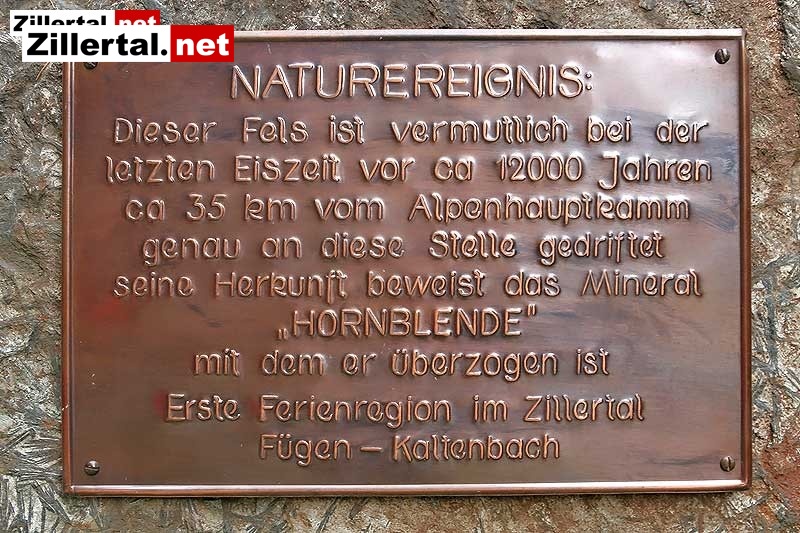 Zillertal.net
Zillertal.net
NATUREREIGNIS:
Dieser Fels ist vermutlich bei der
letzten Eiszeit vor ca 12000 Jahren
ca 35 km vom Alpenhauptkamm
genau an diese Stelle gedriftet
seine Herkunft beweist das Mineral
„HORNBLENDE"
mit dem er überzogen ist
Erste Ferienregion im Zillertal
Fügen – Kaltenbach